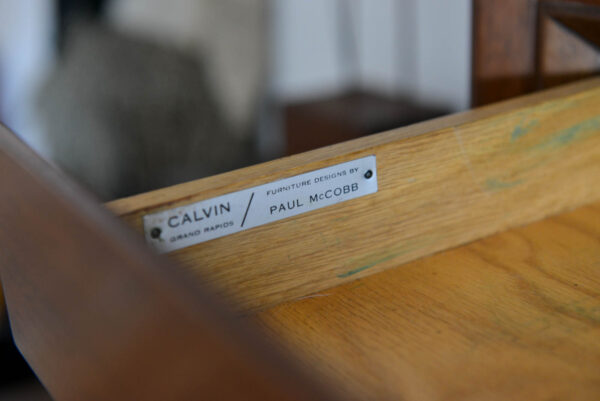 CALVIN / FURNITURE DESIGNS BY
GRAND RAPIDS PAUL McCOBB